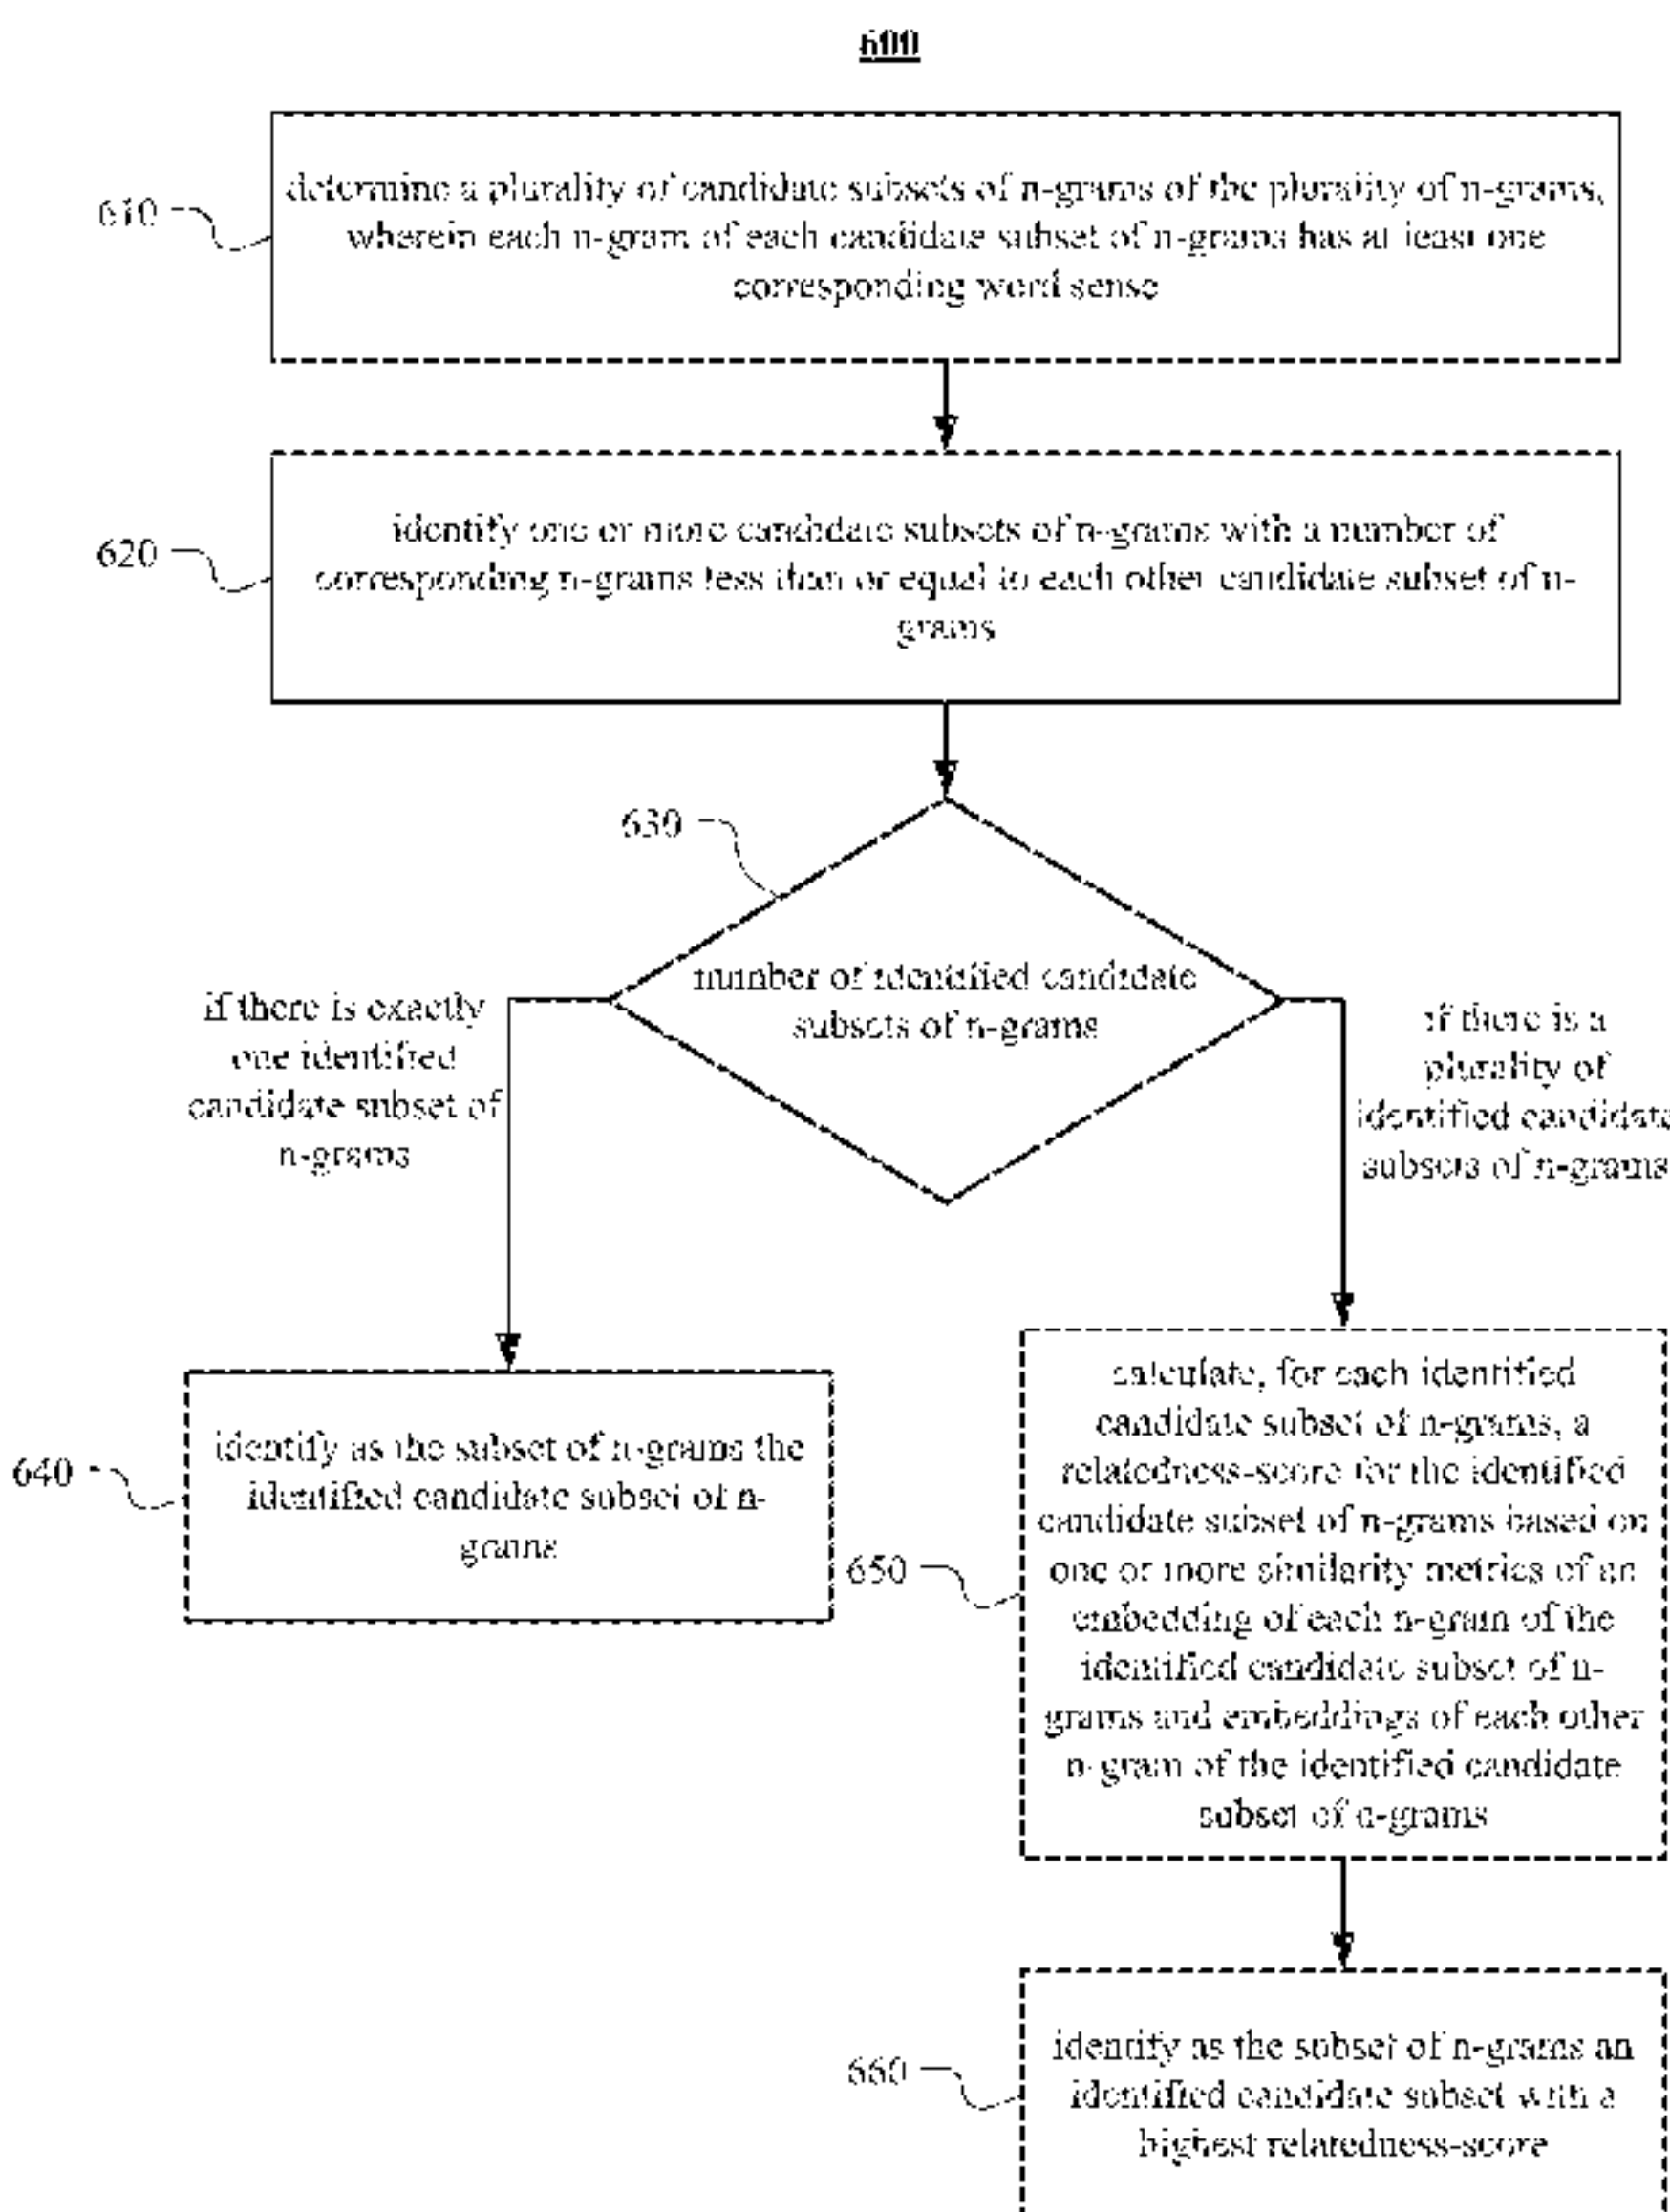 600
610
determine a plurality of candidate subsets of n-grams of the plurality of n-grams,
wherein each n-gram of each candidate subset of n-grams has at least one
corresponding word sense
620
identify one or more candidate subsets of n-grams with a number of
corresponding n-grams less than or equal to each other candidate subset of n-
grams
630
number of identified candidate
subsets of n-grams
if there is exactly
one identified
candidate subset of
n-grams
if there is a
plurality of
identified candidate
subsets of n-grams
640
identify as the subset of n-grams the
identified candidate subset of n-
grams
650
calculate, for each identified
candidate subset of n-grams, a
relatedness-score for the identified
candidate subset of n-grams based on
one or more similarity metrics of an
embedding of each n-gram of the
identified candidate subset of n-
grams and embeddings of each other
n-gram of the identified candidate
subset of n-grams
660
identify as the subset of n-grams an
identified candidate subset with a
highest relatedness-score